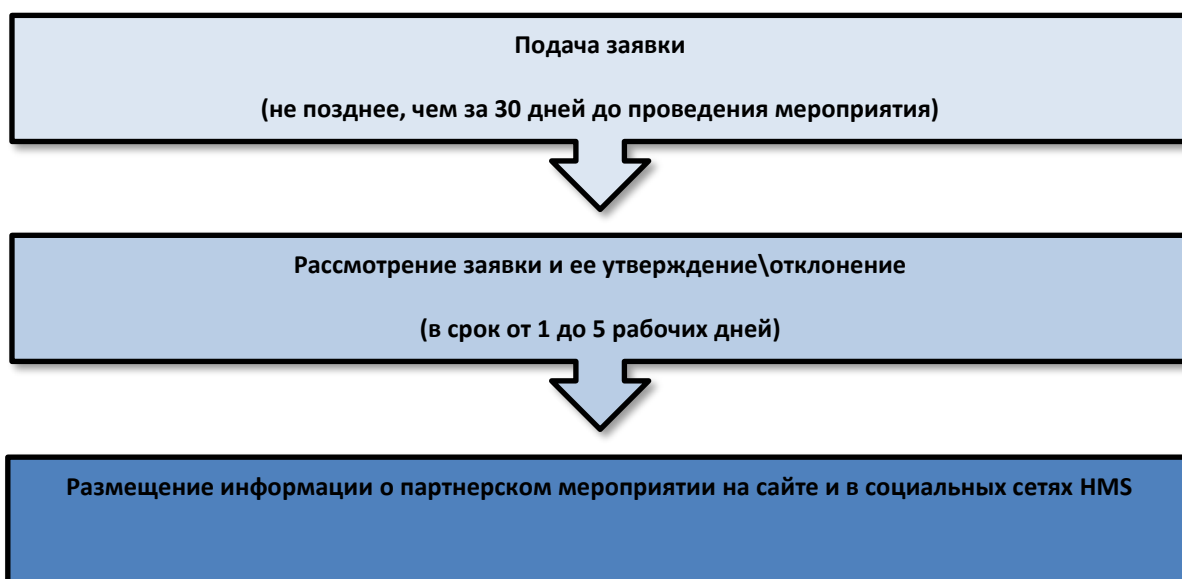 Подача заявки
(не позднее, чем за 30 дней до проведения мероприятия)
Рассмотрение заявки и ее утверждение\отклонение
(в срок от 1 до 5 рабочих дней)
Размещение информации о партнерском мероприятии на сайте и в социальных сетях HMS